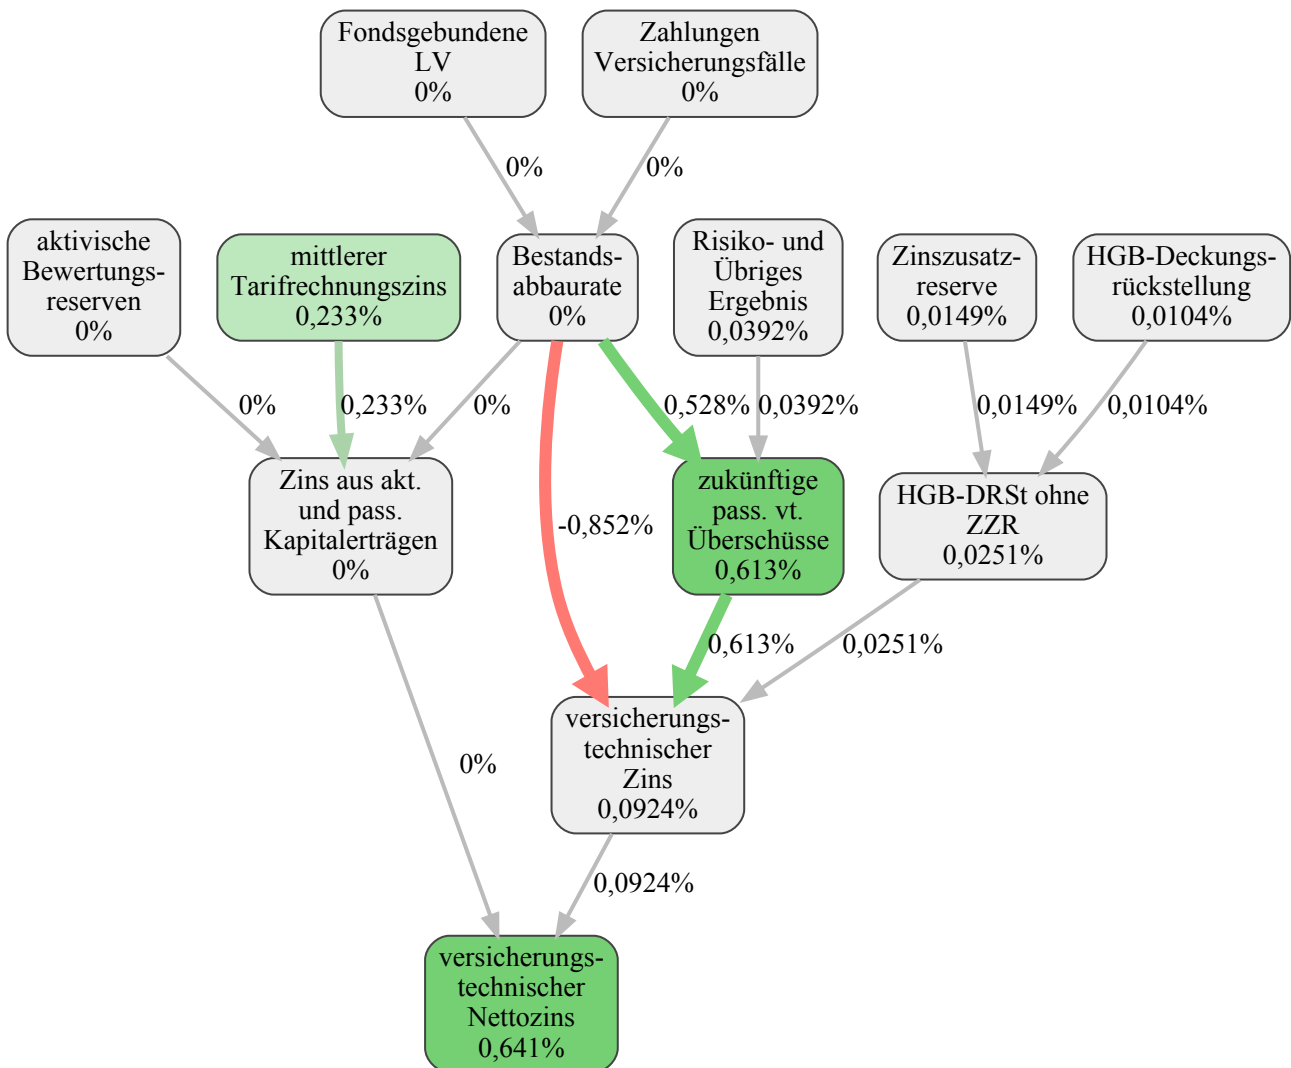 Fondsgebundene
LV
0%
Zahlungen
Versicherungsfälle
0%
0%
0%
aktivische
Bewertungs-
reserven
0%
mittlerer
Tarifrechnungszins
0,233%
Bestands-
abbaurate
0%
Risiko- und
Übriges
Ergebnis
0,0392%
Zinszusatz-
reserve
0,0149%
HGB-Deckungs-
rückstellung
0,0104%
0%
0,233%
0%
0,528%
0,0392%
0,0149%
0,0104%
Zins aus akt.
und pass.
Kapitalerträgen
0%
-0,852%
zukünftige
pass. vt.
Überschüsse
0,613%
HGB-DRSt ohne
ZZR
0,0251%
0,613%
0,0251%
0%
versicherungs-
technischer
Zins
0,0924%
0,0924%
versicherungs-
technischer
Nettozins
0,641%